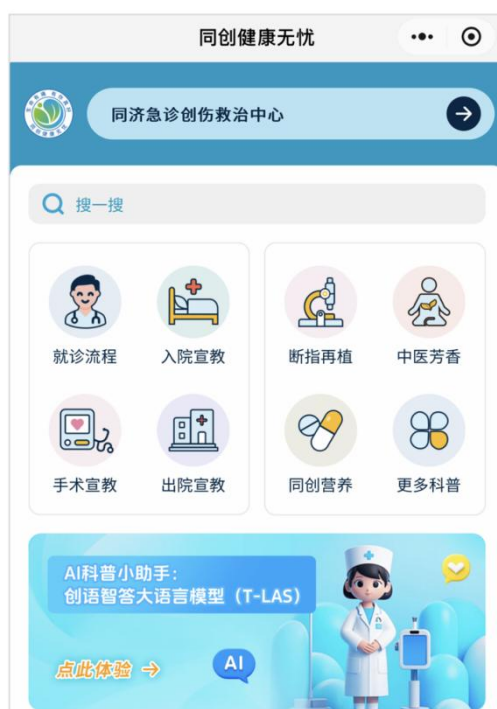 同创健康无忧
同济急诊创伤救治中心
搜一搜
就诊流程
入院宣教
断指再植
中医芳香
手术宣教
出院宣教
同创营养
更多科普
AI科普小助手：
创语智答大语言模型（T-LAS）
点此体验
AI